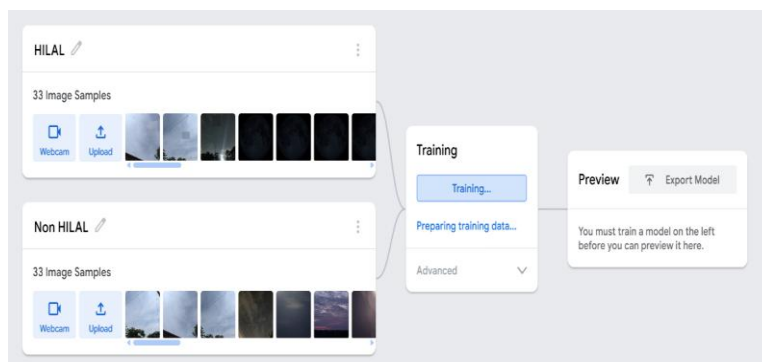 HILAL
33 Image Samples
Webcam
Upload
Non HILAL
33 Image Samples
Webcam
Upload
Training
Training...
Preparing training data...
Advanced
Preview
Export Model
You must train a model on the left
before you can preview it here.